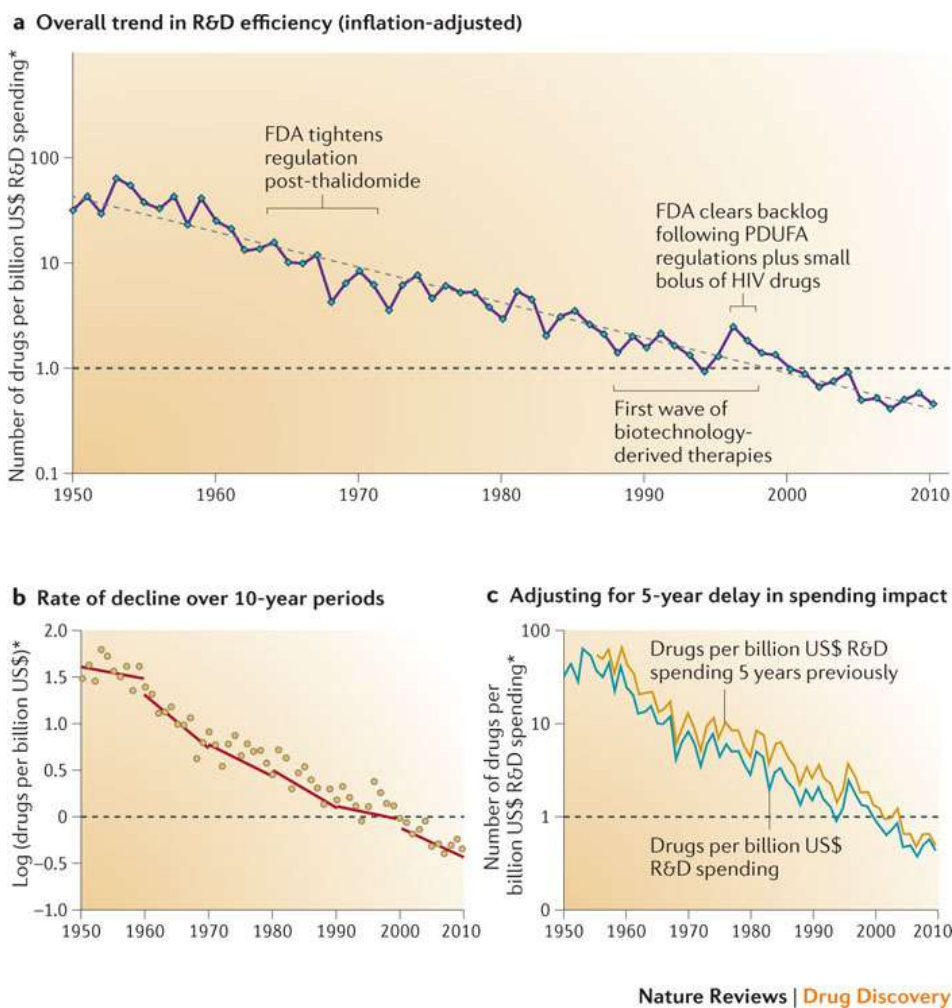 a Overall trend in R&D efficiency (inflation-adjusted)
Number of drugs per billion US$ R&D spending*
100
10
1.0
0.1
FDA tightens
regulation
post-thalidomide
FDA clears backlog
following PDUFA
regulations plus small
bolus of HIV drugs
First wave of
biotechnology-
derived therapies
1950 1960 1970 1980 1990 2000 2010
b Rate of decline over 10-year periods
Log (drugs per billion US$)*
2.0
1.5
1.0
0.5
0
−0.5
−1.0
1950 1960 1970 1980 1990 2000 2010
c Adjusting for 5-year delay in spending impact
Number of drugs per
billion US$ R&D spending*
100
10
1
0
Drugs per billion US$ R&D
spending 5 years previously
Drugs per billion US$
R&D spending
1950 1960 1970 1980 1990 2000 2010
Nature Reviews | Drug Discovery